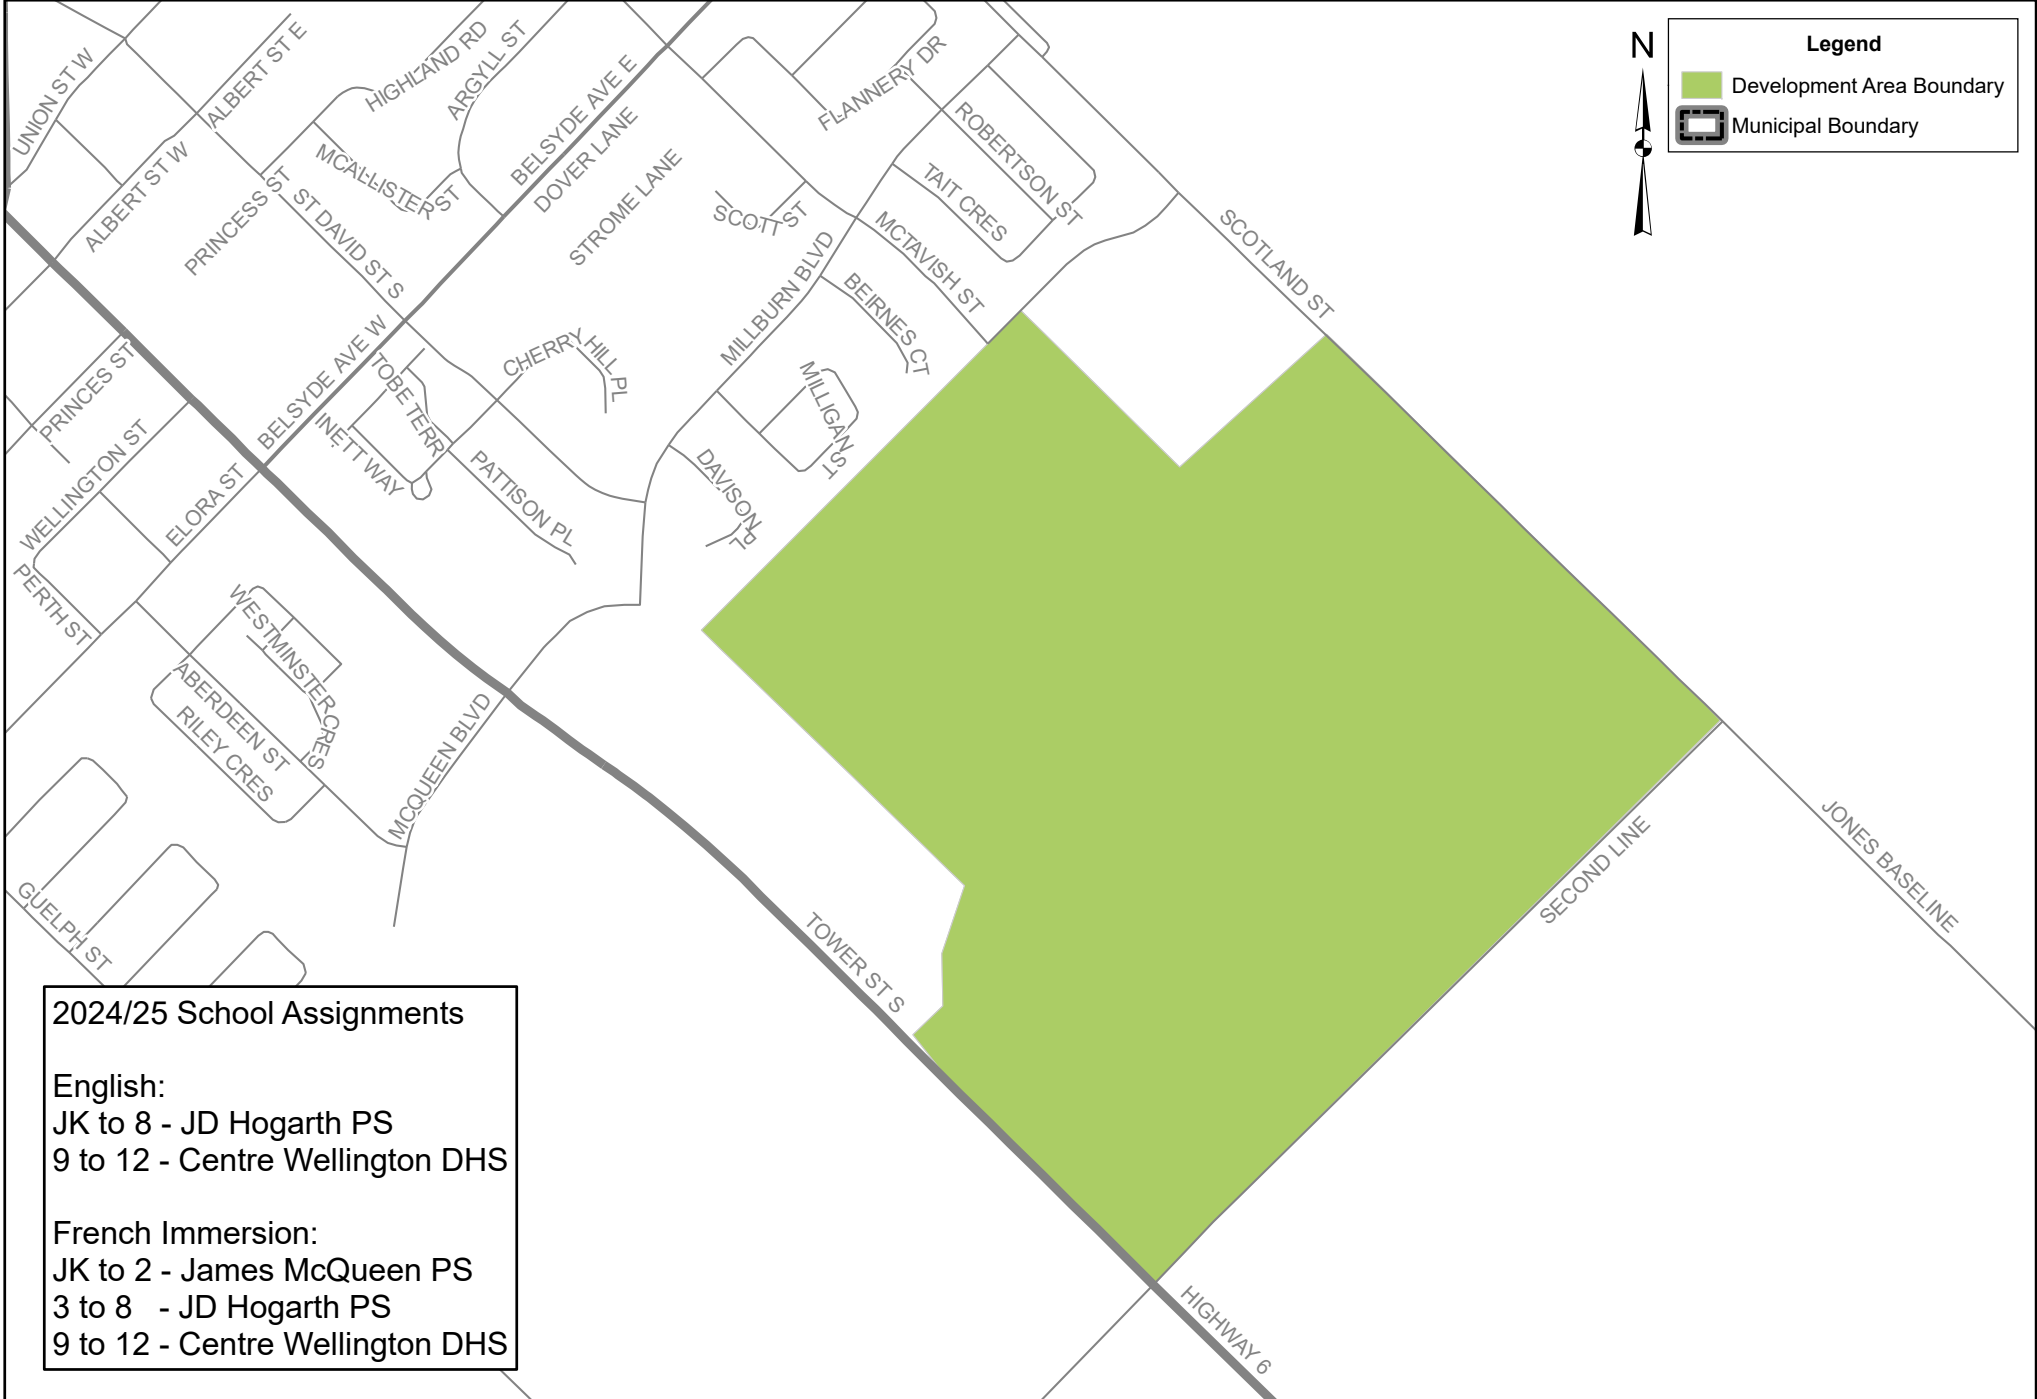 UNION ST W
ALBERT ST E
HIGHLAND RD
ARGYLL ST
BELSYDE AVE E
DOVER LANE
FLANNERY DR
ROBERTSON ST
N
Legend
Development Area Boundary
Municipal Boundary
ALBERT ST W
PRINCESS ST
MCALLISTER ST
ST DAVID ST S
STROME LANE
SCOTT ST
TAIT CRES
MCTAVISH ST
SCOTLAND ST
MILLBURN BLVD
BEIRNES CT
PRINCES ST
BELSYDE AVE W
TOBE TERR
CHERRY HILL PL
MILLIGAN ST
WELLINGTON ST
ELORA ST
INETT WAY
PATTISON PL
DAVISON PL
PERTH ST
WESTMINSTER CRES
ABERDEEN ST
RILEY CRES
MCQUEEN BLVD
GUELPH ST
TOWER ST S
SECOND LINE
JONES BASELINE
HIGHWAY 6
2024/25 School Assignments
English:
JK to 8 - JD Hogarth PS
9 to 12 - Centre Wellington DHS
French Immersion:
JK to 2 - James McQueen PS
3 to 8 - JD Hogarth PS
9 to 12 - Centre Wellington DHS